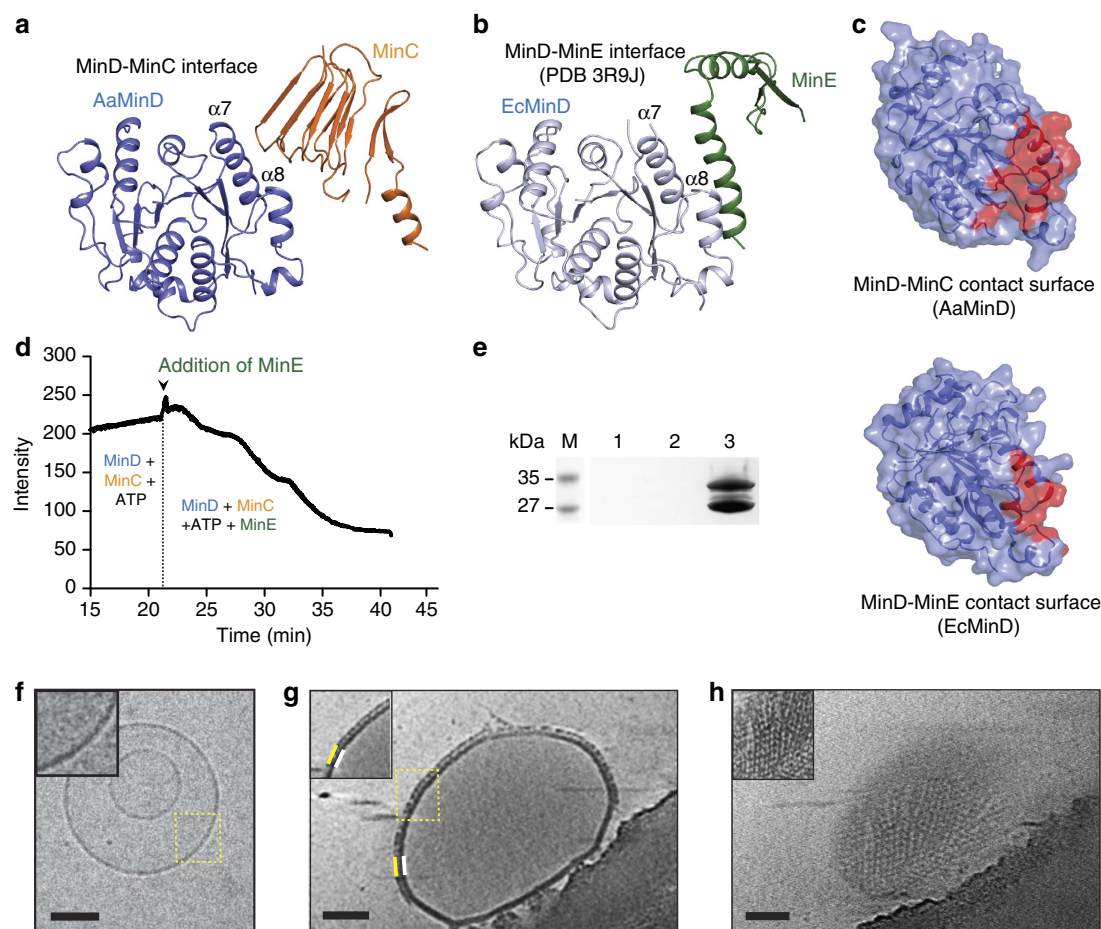 a
MinD-MinC interface
MinC
AaMinD
α7
α8
b
MinD-MinE interface
(PDB 3R9J)
MinE
EcMinD
α7
α8
c
MinD-MinC contact surface
(AaMinD)
d
300
250
200
150
100
50
0
Intensity
Addition of MinE
MinD +
MinC +
ATP
MinD + MinC
+ATP + MinE
15
21
25
30
35
40
45
Time (min)
e
kDa M 1 2 3
35
27
MinD-MinE contact surface
(EcMinD)
f
g
h